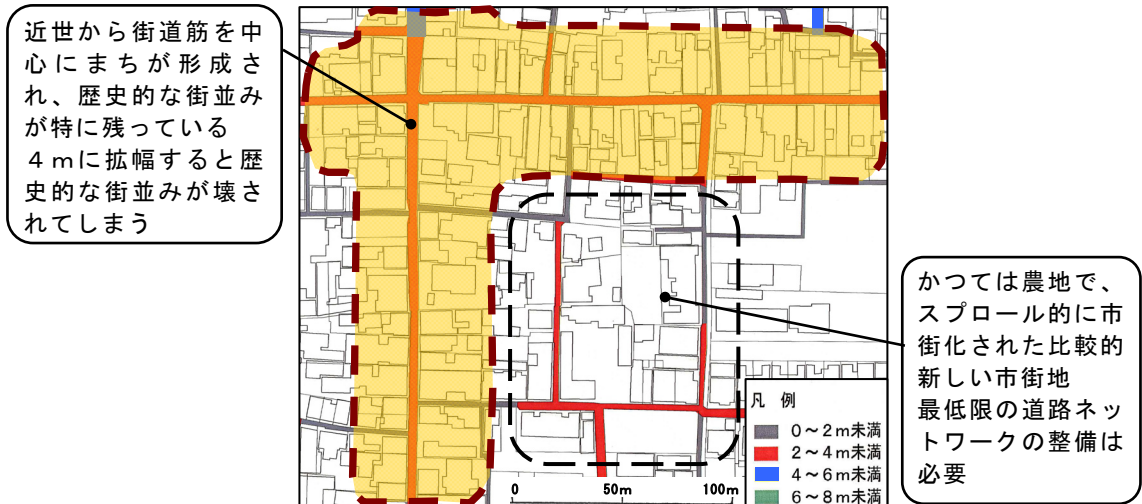 近世から街道筋を中
心にまちが形成さ
れ、歴史的な街並み
が特に残っている
4mに拡幅すると歴
史的な街並みが壊さ
れてしまう
かつては農地で、
スプロール的に市
街化された比較的
新しい市街地
最低限の道路ネッ
トワークの整備は
必要
凡 例
0~2m未満
2~4m未満
4~6m未満
6~8m未満
0 50m 100m